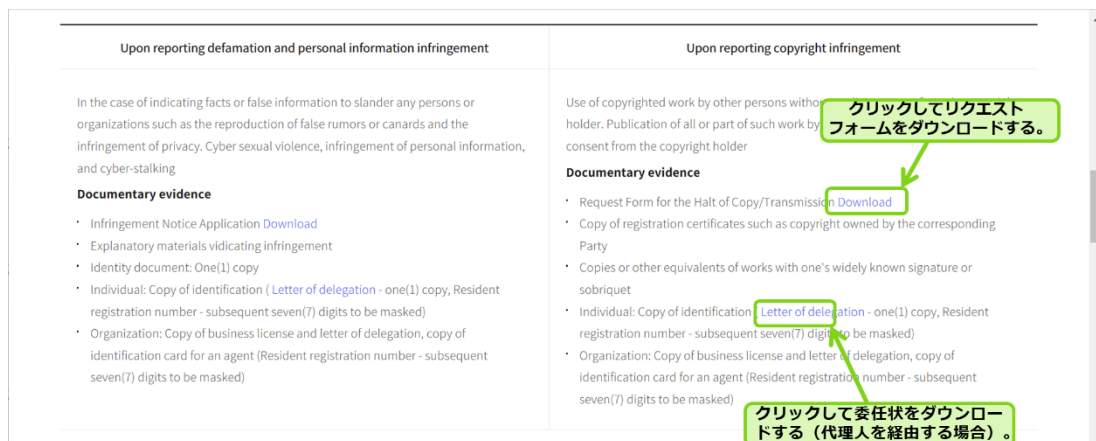 Upon reporting defamation and personal information infringement
In the case of indicating facts or false information to slander any persons or
organizations such as the reproduction of false rumors or canards and the
infringement of privacy. Cyber sexual violence, infringement of personal information,
and cyber-stalking
Documentary evidence
· Infringement Notice Application Download
· Explanatory materials vidicating infringement
· Identity document: One(1) copy
· Individual: Copy of identification ( Letter of delegation - one(1) copy, Resident
registration number - subsequent seven(7) digits to be masked)
· Organization: Copy of business license and letter of delegation, copy of
identification card for an agent (Resident registration number - subsequent
seven(7) digits to be masked)
Upon reporting copyright infringement
Use of copyrighted work by other persons
holder. Publication of all or part of such work by
consent from the copyright holder
クリックしてリクエスト
フォームをダウンロードする。
Documentary evidence
· Request Form for the Halt of Copy/Transmission Download
· Copy of registration certificates such as copyright owned by the corresponding
Party
· Copies or other equivalents of works with one's widely known signature or
sobriquet
· Individual: Copy of identification Letter of delegation - one(1) copy, Resident
registration number - subsequent seven(7) digits to be masked)
· Organization: Copy of business license and letter of delegation, copy of
identification card for an agent (Resident registration number - subsequent
seven(7) digits to be masked)
クリックして委任状をダウンロー
ドする（代理人を経由する場合）。